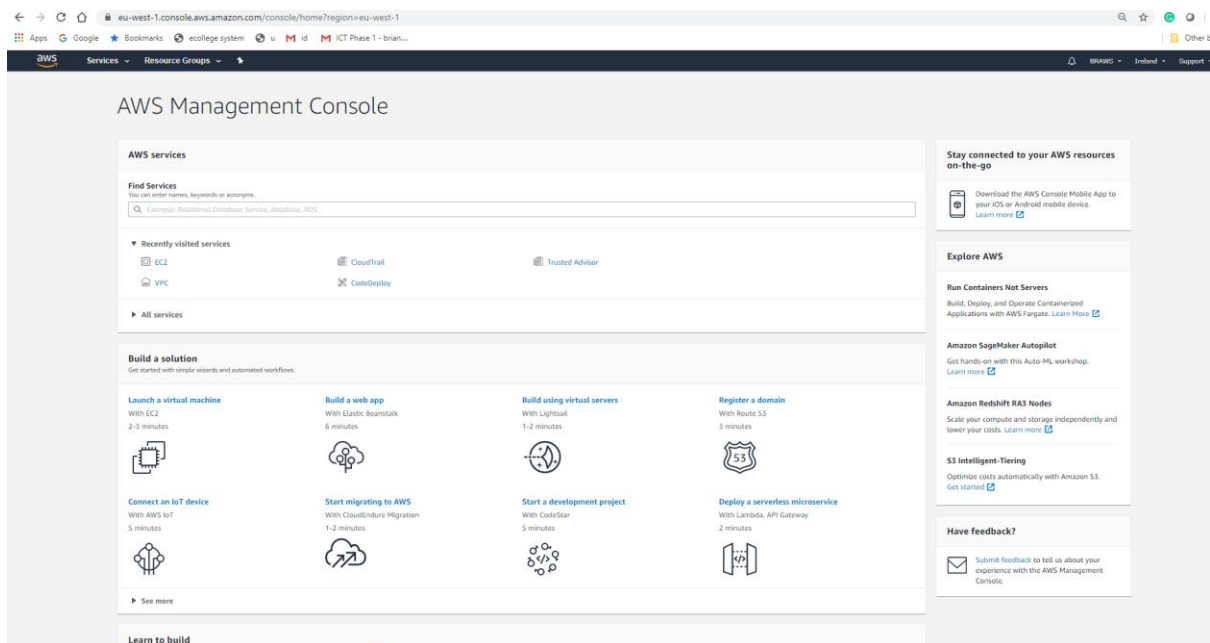 eu-west-1.console.aws.amazon.com/console/home?region=eu-west-1
Apps Google Bookmarks ecollege system u id ICT Phase 1 - brian.... Other b
aws Services Resource Groups BRAWS Ireland Support
AWS Management Console
AWS services
Find Services
You can enter names, keywords or acronyms.
Example: Relational Database Service, database, RDS
Recently visited services
EC2 CloudTrail Trusted Advisor
VPC CodeDeploy
All services
Build a solution
Get started with simple wizards and automated workflows.
Launch a virtual machine
With EC2
2-3 minutes
Build a web app
With Elastic Beanstalk
6 minutes
Build using virtual servers
With Lightsail
1-2 minutes
Register a domain
With Route 53
3 minutes
53
Connect an IoT device
With AWS IoT
5 minutes
Start migrating to AWS
With CloudEndure Migration
1-2 minutes
Start a development project
With CodeStar
5 minutes
Deploy a serverless microservice
With Lambda, API Gateway
2 minutes
See more
Learn to build
Stay connected to your AWS resources
on-the-go
Download the AWS Console Mobile App to
your iOS or Android mobile device.
Learn more
Explore AWS
Run Containers Not Servers
Build, Deploy, and Operate Containerized
Applications with AWS Fargate. Learn More
Amazon SageMaker Autopilot
Get hands-on with this Auto-ML workshop.
Learn more
Amazon Redshift RA3 Nodes
Scale your compute and storage independently and
lower your costs. Learn more
S3 Intelligent-Tiering
Optimize costs automatically with Amazon S3.
Get started
Have feedback?
Submit feedback to tell us about your
experience with the AWS Management
Console.